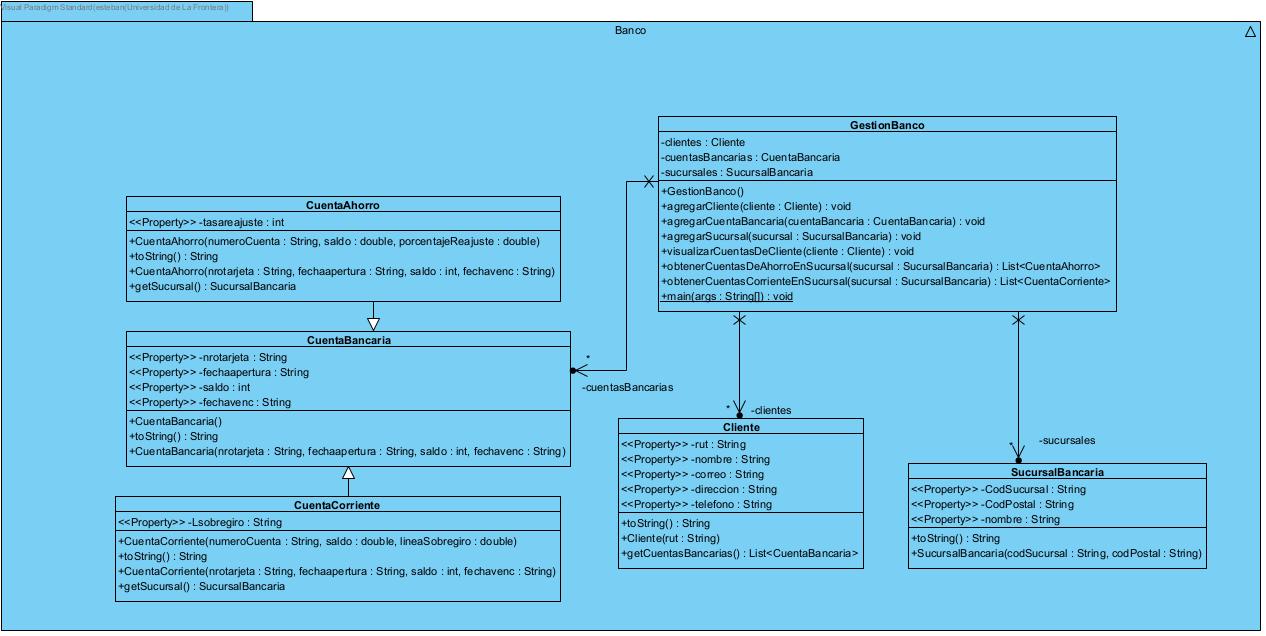 Visual Paradigm Standard(esteban(Universidad de La Frontera))
Banco
GestionBanco
-clientes : Cliente
-cuentasBancarias : CuentaBancaria
-sucursales : SucursalBancaria
+GestionBanco()
+agregarCliente(cliente : Cliente) : void
+agregarCuentaBancaria(cuentaBancaria : CuentaBancaria) : void
+agregarSucursal(sucursal : SucursalBancaria) : void
+visualizarCuentasDeCliente(cliente : Cliente) : void
+obtenerCuentasDeAhorroEnSucursal(sucursal : SucursalBancaria) : List<CuentaAhorro>
+obtenerCuentasCorrienteEnSucursal(sucursal : SucursalBancaria) : List<CuentaCorriente>
+main(args : String[]) : void
CuentaAhorro
<<Property>> -tasareajuste : int
+CuentaAhorro(numeroCuenta : String, saldo : double, porcentajeReajuste : double)
+toString() : String
+CuentaAhorro(nrotarjeta : String, fechaapertura : String, saldo : int, fechavenc : String)
+getSucursal() : SucursalBancaria
CuentaBancaria
<<Property>> -nrotarjeta : String
<<Property>> -fechaapertura : String
<<Property>> -saldo : int
<<Property>> -fechavenc : String
+CuentaBancaria()
+toString() : String
+CuentaBancaria(nrotarjeta : String, fechaapertura : String, saldo : int, fechavenc : String)
*
-cuentasBancarias
CuentaCorriente
<<Property>> -Lsobregiro : String
+CuentaCorriente(numeroCuenta : String, saldo : double, lineaSobregiro : double)
+toString() : String
+CuentaCorriente(nrotarjeta : String, fechaapertura : String, saldo : int, fechavenc : String)
+getSucursal() : SucursalBancaria
*
-clientes
Cliente
<<Property>> -rut : String
<<Property>> -nombre : String
<<Property>> -correo : String
<<Property>> -direccion : String
<<Property>> -telefono : String
+toString() : String
+Cliente(rut : String)
+getCuentasBancarias() : List<CuentaBancaria>
*
-sucursales
SucursalBancaria
<<Property>> -CodSucursal : String
<<Property>> -CodPostal : String
<<Property>> -nombre : String
+toString() : String
+SucursalBancaria(codSucursal : String, codPostal : String)